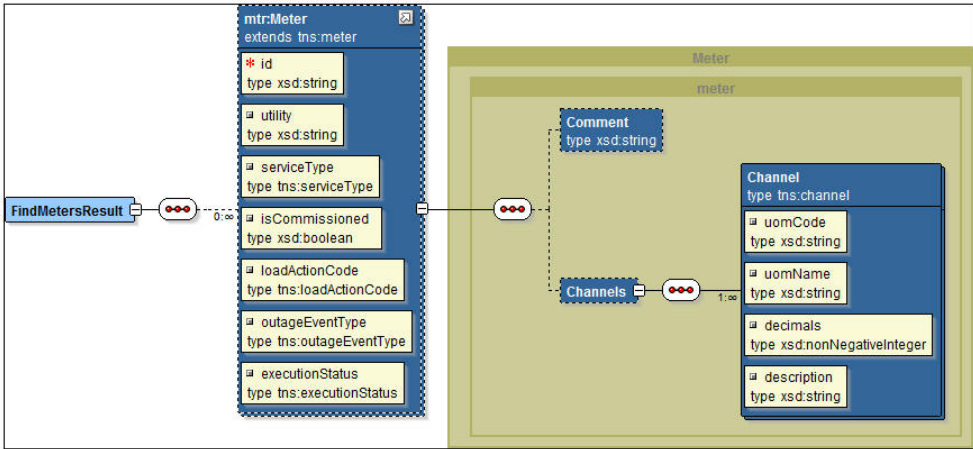 FindMetersResult
0:∞
mtr:Meter
extends tns:meter
* id
type xsd:string
utility
type xsd:string
serviceType
type tns:serviceType
isCommissioned
type xsd:boolean
loadActionCode
type tns:loadActionCode
outageEventType
type tns:outageEventType
executionStatus
type tns:executionStatus
Meter
meter
Comment
type xsd:string
Channels
1:∞
Channel
type tns:channel
uomCode
type xsd:string
uomName
type xsd:string
decimals
type xsd:nonNegativeInteger
description
type xsd:string